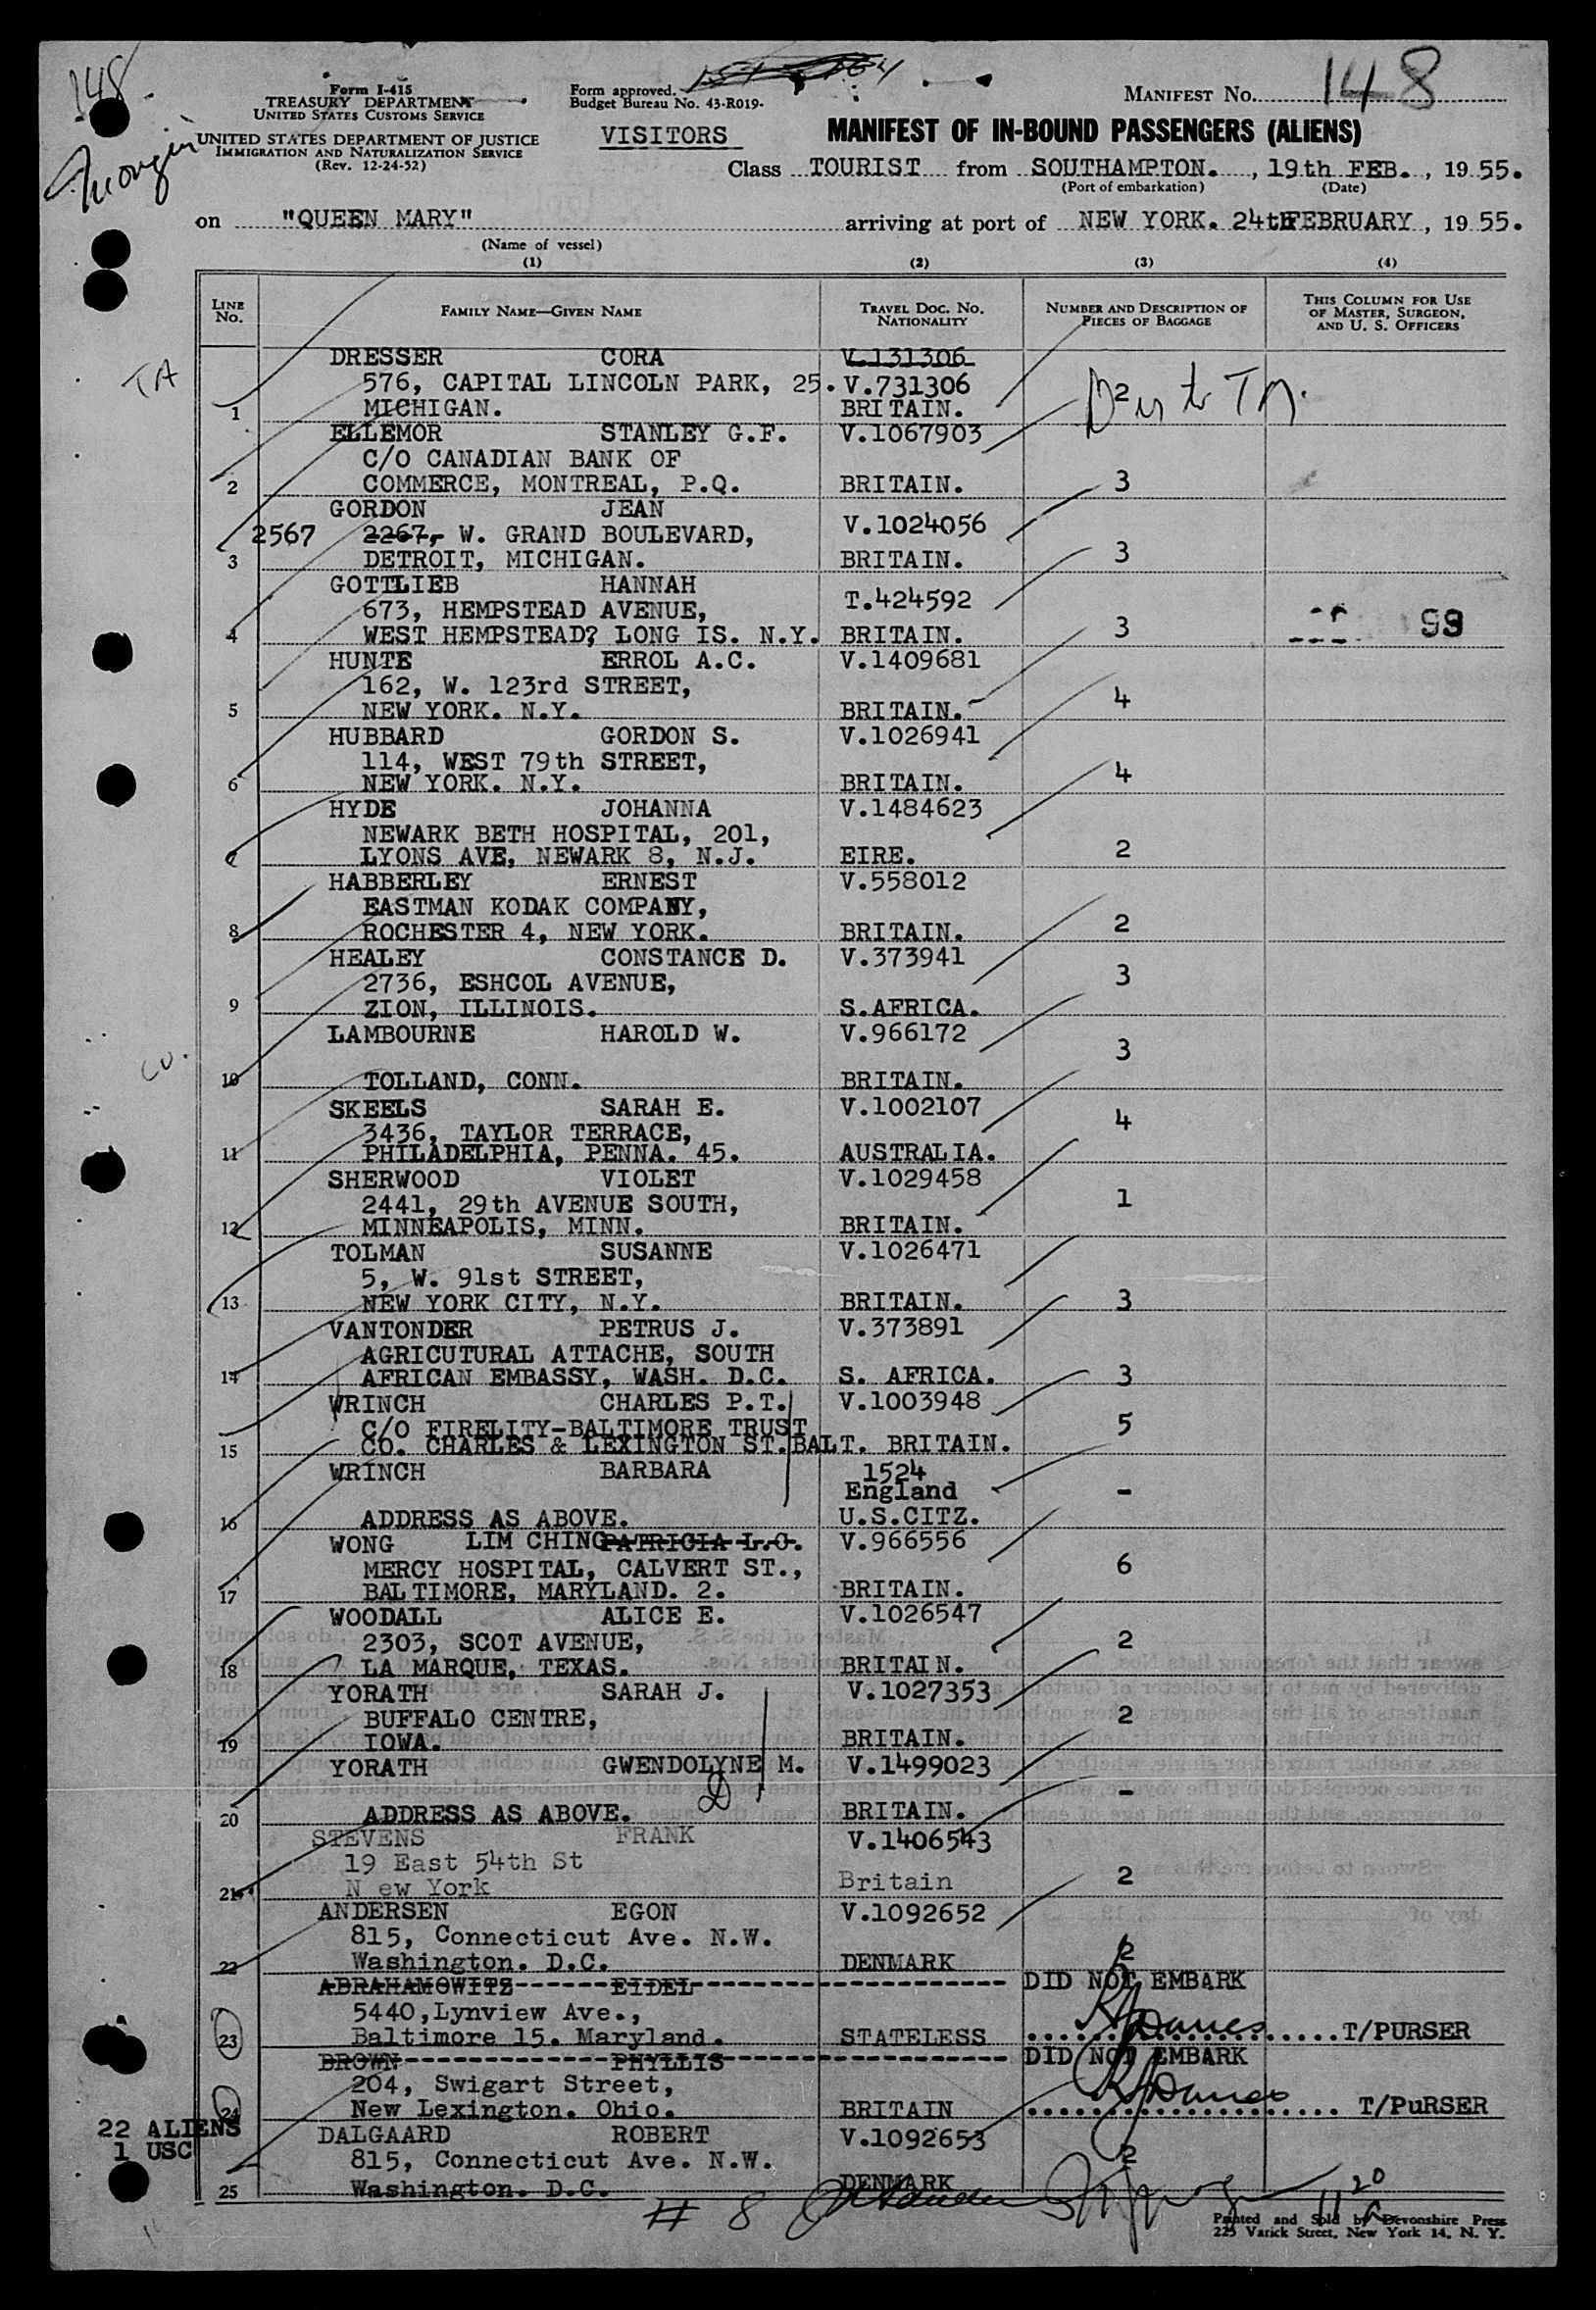 148
148.
Form I-415
TREASURY DEPARTMENT
UNITED STATES CUSTOMS SERVICE
UNITED STATES DEPARTMENT OF JUSTICE
IMMIGRATION AND NATURALIZATION SERVICE
(Rev. 12-24-52)
Form approved.
Budget Bureau No. 43-R019-
VISITORS
MANIFEST NO.
MANIFEST OF IN-BOUND PASSENGERS (ALIENS)
Class TOURIST from SOUTHAMPTON. , 19th FEB. , 19 55.
(Port of embarkation) (Date)
on "QUEEN MARY" arriving at port of NEW YORK. 24th FEBRUARY , 19 55.
(Name of vessel)
(1) (2) (3) (4)
LINE NO. FAMILY NAME—GIVEN NAME TRAVEL DOC. NO. NATIONALITY NUMBER AND DESCRIPTION OF PIECES OF BAGGAGE THIS COLUMN FOR USE OF MASTER, SURGEON, AND U. S. OFFICERS
DRESSER CORA V.131306
TA 576, CAPITAL LINCOLN PARK, 25. V.731306 2
1 MICHIGAN. BRITAIN.
ELLEMOR STANLEY G.F. V.1067903
C/O CANADIAN BANK OF
2 COMMERCE, MONTREAL, P.Q. BRITAIN. 3
GORDON JEAN V.1024056
2567 2267, W. GRAND BOULEVARD,
3 DETROIT, MICHIGAN. BRITAIN. 3
GOTTLIEB HANNAH T.424592
673, HEMPSTEAD AVENUE,
4 WEST HEMPSTEAD? LONG IS. N.Y. BRITAIN. 3 99
HUNTE ERROL A.C. V.1409681
162, W. 123rd STREET,
5 NEW YORK. N.Y. BRITAIN. 4
HUBBARD GORDON S. V.1026941
114, WEST 79th STREET,
6 NEW YORK. N.Y. BRITAIN. 4
HYDE JOHANNA V.1484623
NEWARK BETH HOSPITAL, 201,
7 LYONS AVE, NEWARK 8, N.J. EIRE. 2
HABBERLEY ERNEST V.558012
EASTMAN KODAK COMPANY,
8 ROCHESTER 4, NEW YORK. BRITAIN. 2
HEALEY CONSTANCE D. V.373941
2736, ESHCOL AVENUE, 3
9 ZION, ILLINOIS. S.AFRICA.
LAMBOURNE HAROLD W. V.966172
3
10 TOLLAND, CONN. BRITAIN.
SKEELS SARAH E. V.1002107
3436, TAYLOR TERRACE, 4
11 PHILADELPHIA, PENNA. 45. AUSTRALIA.
SHERWOOD VIOLET V.1029458
2441, 29th AVENUE SOUTH, 1
12 MINNEAPOLIS, MINN. BRITAIN.
TOLMAN SUSANNE V.1026471
5, W. 91st STREET,
13 NEW YORK CITY, N.Y. BRITAIN. 3
VANTONDER PETRUS J. V.373891
AGRICUTURAL ATTACHE, SOUTH
14 AFRICAN EMBASSY, WASH. D.C. S. AFRICA. 3
WRINCH CHARLES P.T. V.1003948
C/O FIRELITY-BALTIMORE TRUST 5
15 CO. CHARLES & LEXINGTON ST.BALT. BRITAIN.
WRINCH BARBARA 1524
England -
16 ADDRESS AS ABOVE. U.S.CITZ.
WONG LIM CHING PATRICIA L.C. V.966556
MERCY HOSPITAL, CALVERT ST., 6
17 BALTIMORE, MARYLAND. 2. BRITAIN.
WOODALL ALICE E. V.1026547
2303, SCOT AVENUE, 2
18 LA MARQUE, TEXAS. BRITAIN.
YORATH SARAH J. V.1027353
BUFFALO CENTRE, 2
19 IOWA. BRITAIN.
YORATH GWENDOLYNE M. V.1499023
D -
20 ADDRESS AS ABOVE. BRITAIN.
STEVENS FRANK V.1406543
19 East 54th St
21 N ew York Britain 2
ANDERSEN EGON V.1092652
815, Connecticut Ave. N.W.
22 Washington. D.C. DENMARK 2
ABRAHAMOWITZ------EIDEL-------------------- DID NOT EMBARK
5440,Lynview Ave.,
23 Baltimore 15. Maryland. STATELESS ....................T/PURSER
BROWN-------------PHYLLIS------------------ DID NOT EMBARK
204, Swigart Street,
24 New Lexington. Ohio. BRITAIN .................... T/PuRSER
22 ALIENS
DALGAARD ROBERT V.1092653
1 USC
815, Connecticut Ave. N.W. 2
25 Washington. D.C. DENMARK
# 8
20
Printed and Sold by Devonshire Press
225 Varick Street, New York 14, N. Y.